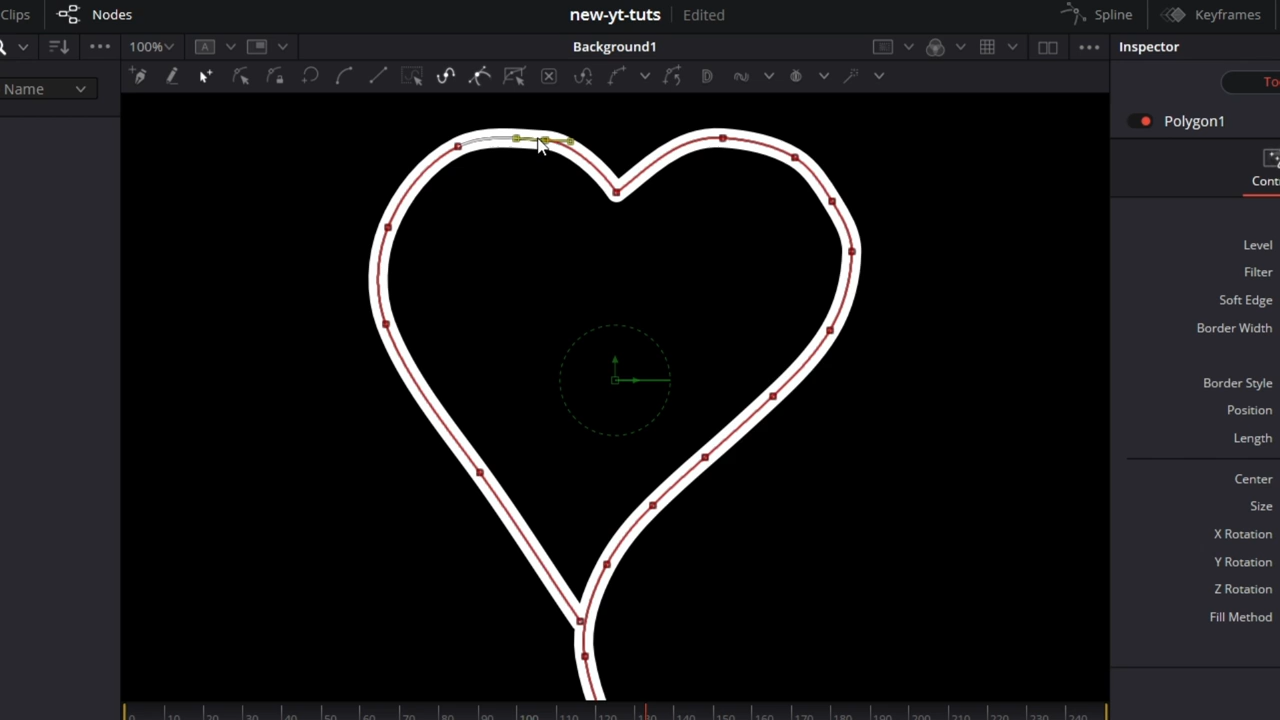 Clips Nodes new-yt-tuts Edited Spline Keyframes
100% A Background1 Inspector
Name
Polygon1
Level
Filter
Soft Edge
Border Width
Border Style
Position
Length
Center
Size
X Rotation
Y Rotation
Z Rotation
Fill Method